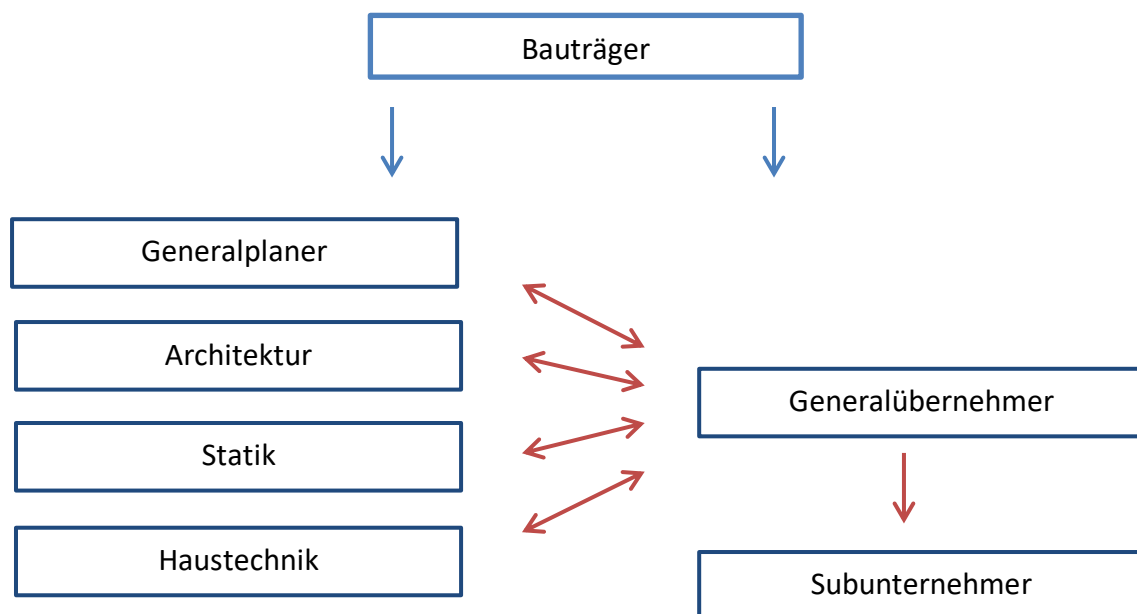 Bauträger
Generalplaner
Architektur
Statik
Haustechnik
Generalübernehmer
Subunternehmer